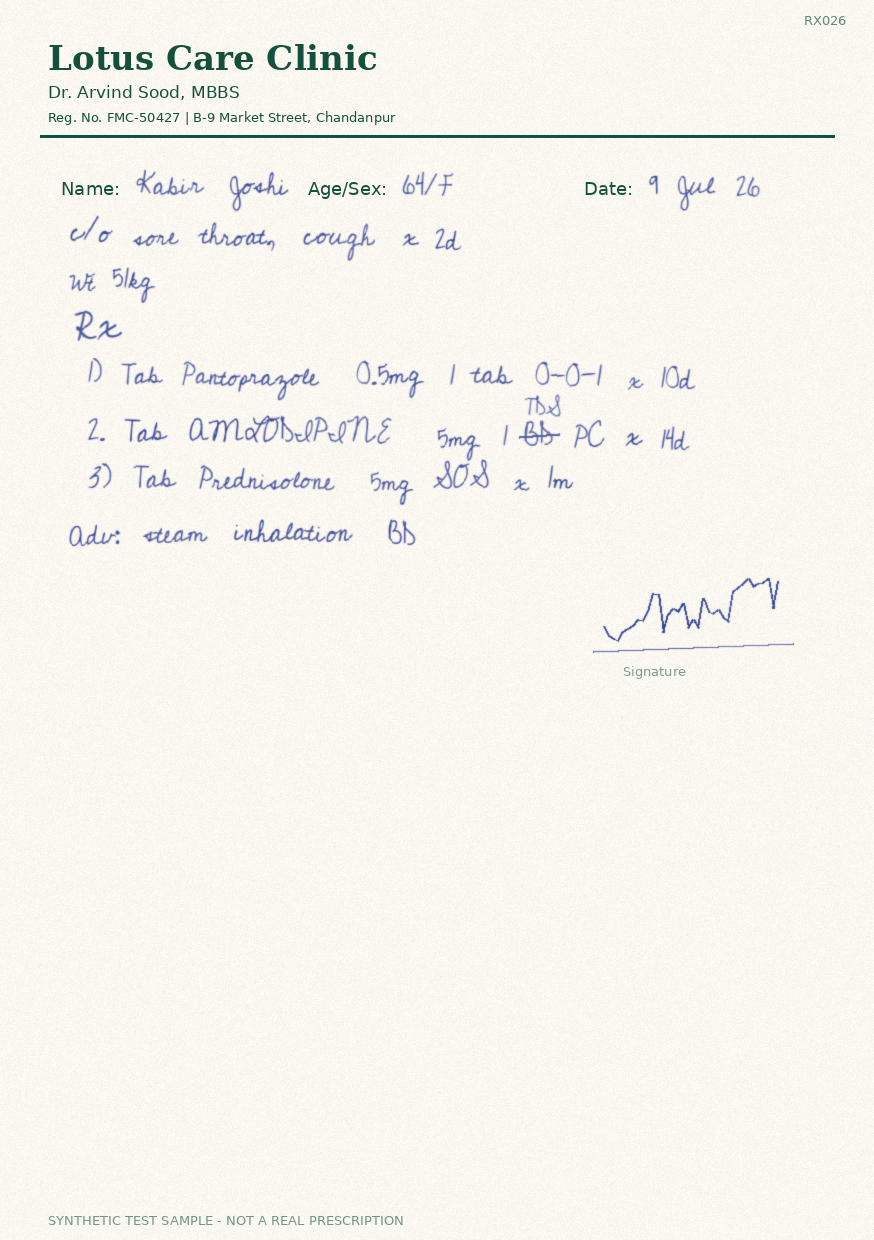 RX026
Lotus Care Clinic
Dr. Arvind Sood, MBBS
Reg. No. FMC-50427 | B-9 Market Street, Chandanpur
Name: Kabir Joshi Age/Sex: 64/F Date: 9 Jul 26
c/o sore throat, cough x 2d
Wt 51kg
Rx
1) Tab Pantoprazole 0.5mg 1 tab 0-0-1 x 10d
TDS
2. Tab AMLODIPINE 5mg 1 BD PC x 14d
3) Tab Prednisolone 5mg SOS x 1m
Adv: steam inhalation BD
Signature
SYNTHETIC TEST SAMPLE - NOT A REAL PRESCRIPTION